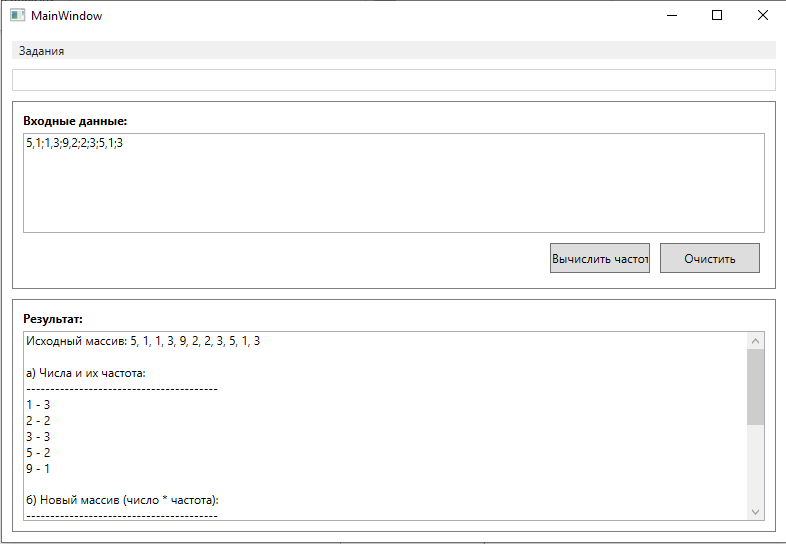 MainWindow
Задания
Входные данные:
5,1;1,3;9,2;2;3;5,1;3
Вычислить частот
Очистить
Результат:
Исходный массив: 5, 1, 1, 3, 9, 2, 2, 3, 5, 1, 3
а) Числа и их частота:
----------------------------------------
1 - 3
2 - 2
3 - 3
5 - 2
9 - 1
б) Новый массив (число * частота):
----------------------------------------